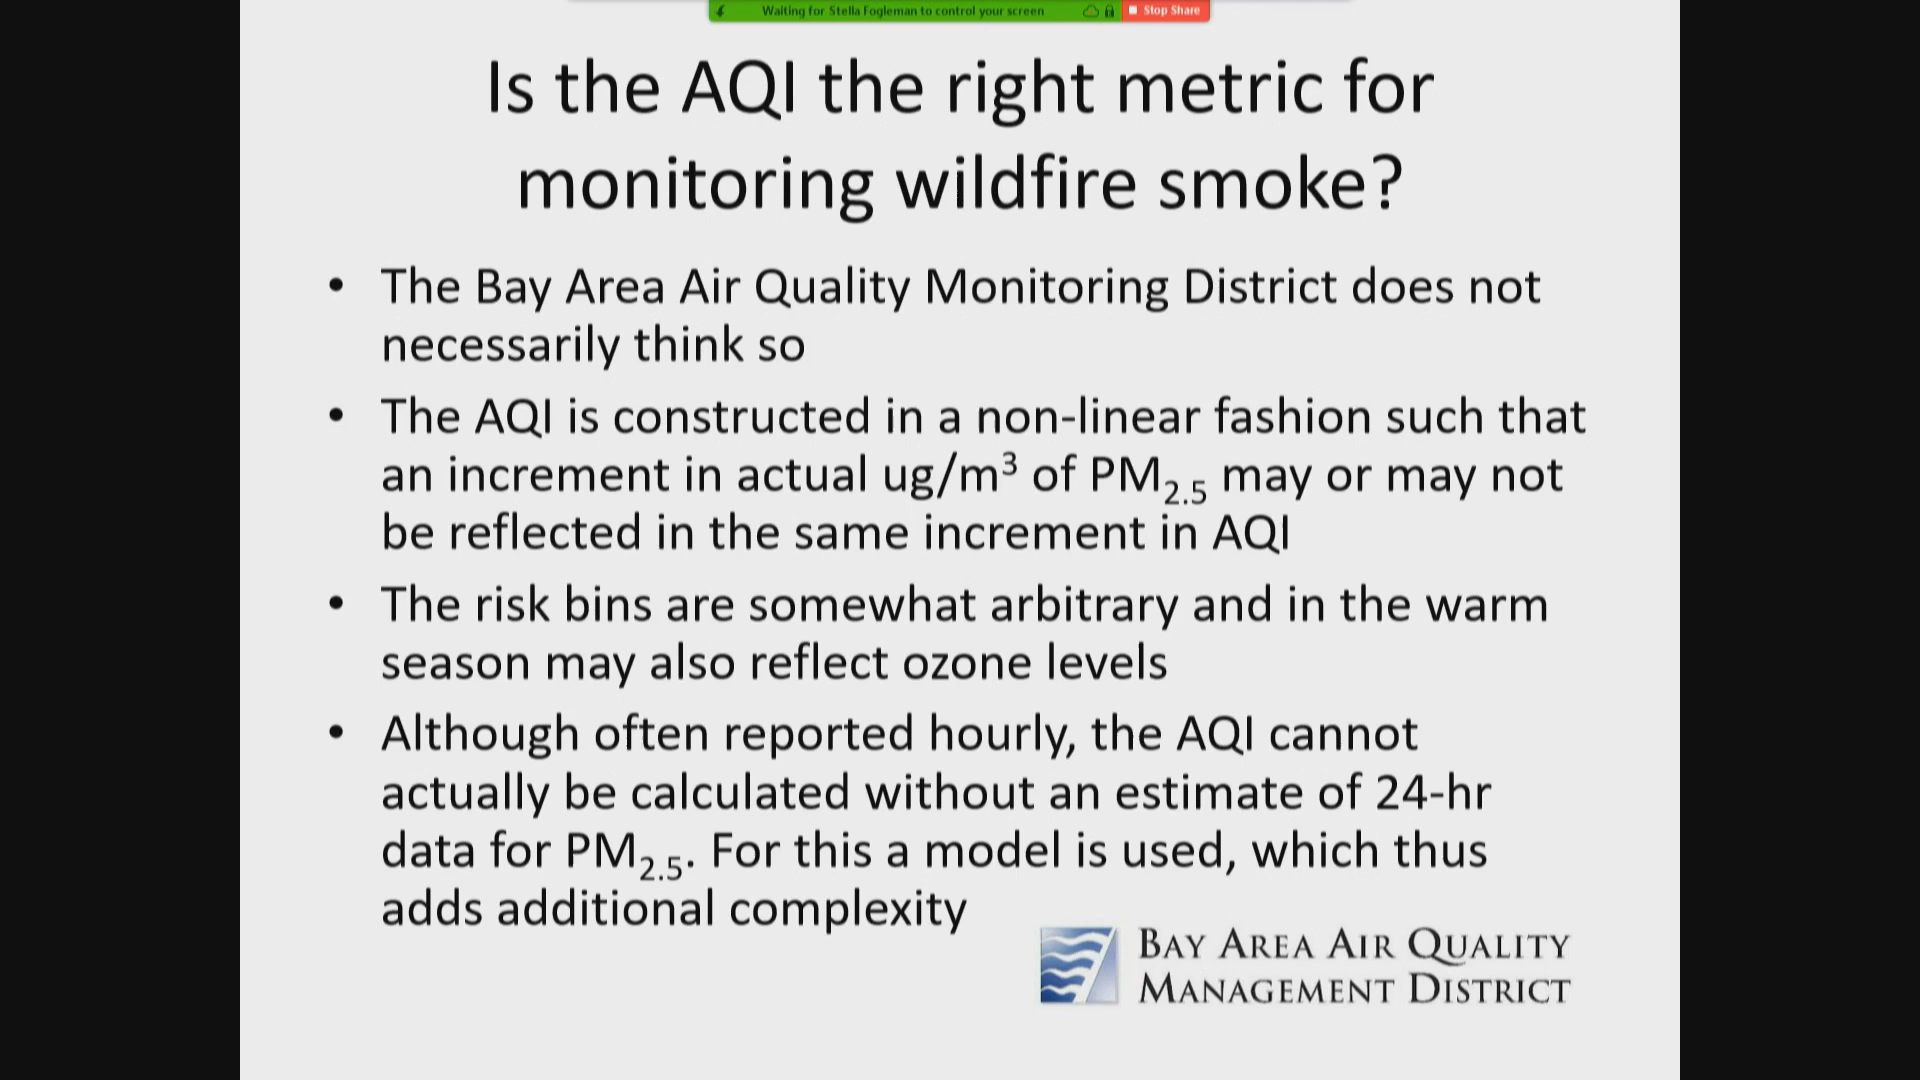 Waiting for Stella Fogleman to control your screen
Stop Share
Is the AQI the right metric for
monitoring wildfire smoke?
• The Bay Area Air Quality Monitoring District does not
necessarily think so
• The AQI is constructed in a non-linear fashion such that
an increment in actual ug/m³ of PM₂.₅ may or may not
be reflected in the same increment in AQI
• The risk bins are somewhat arbitrary and in the warm
season may also reflect ozone levels
• Although often reported hourly, the AQI cannot
actually be calculated without an estimate of 24-hr
data for PM₂.₅. For this a model is used, which thus
adds additional complexity
BAY AREA AIR QUALITY
MANAGEMENT DISTRICT